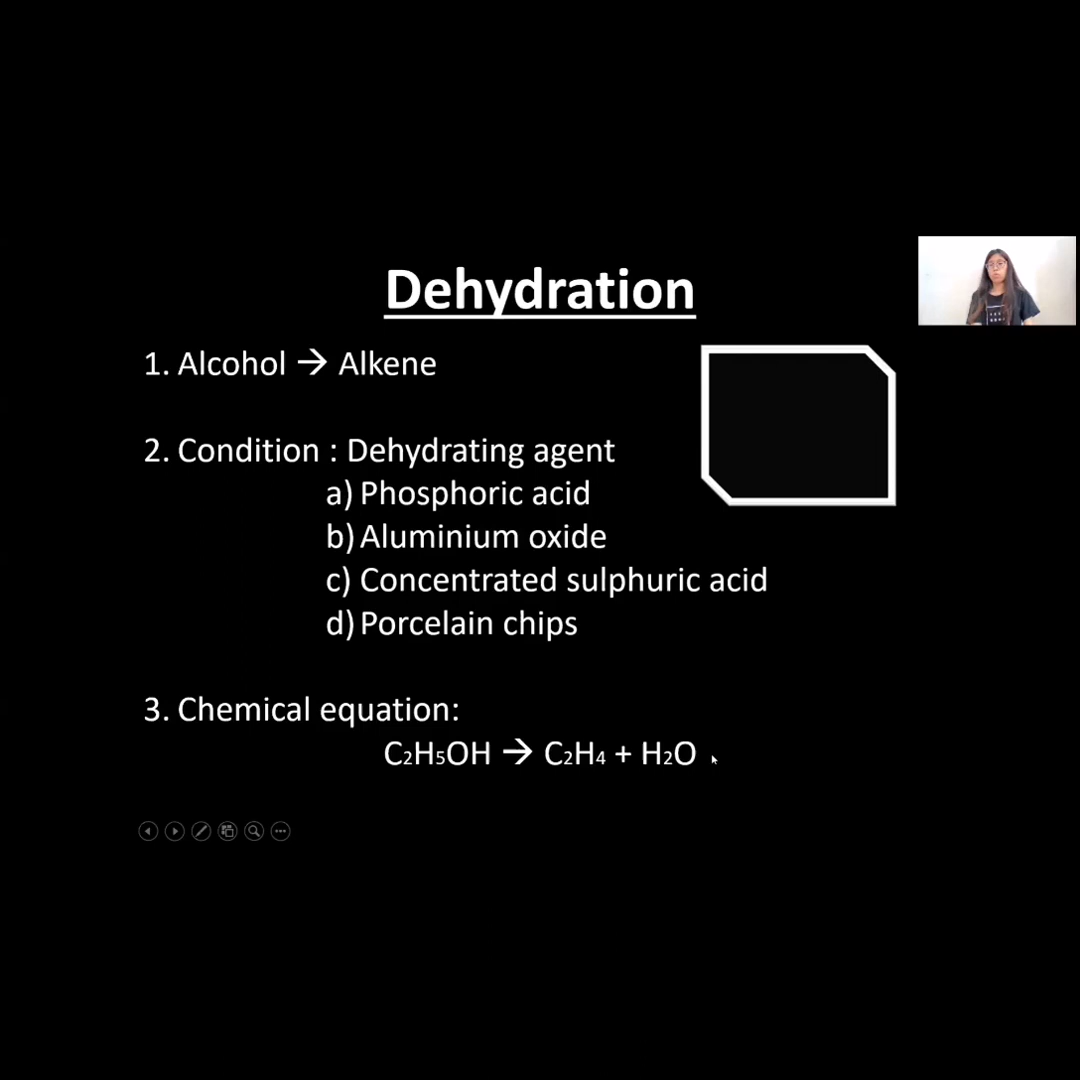 Dehydration
1. Alcohol → Alkene
2. Condition : Dehydrating agent
a) Phosphoric acid
b) Aluminium oxide
c) Concentrated sulphuric acid
d) Porcelain chips
3. Chemical equation:
C₂H₅OH → C₂H₄ + H₂O